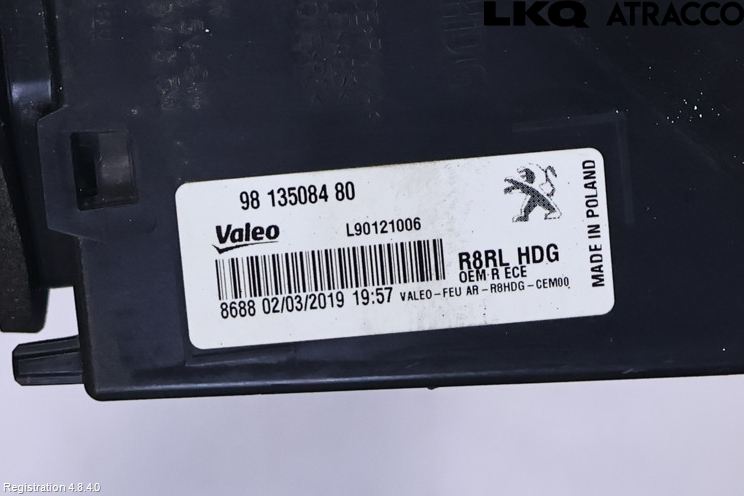 LKQ ATRACCO
98 135084 80
Valeo L90121006
R8RL HDG
OEM R ECE
8688 02/03/2019 19:57 VALEO-FEU AR-R8HDG-CEM00
MADE IN POLAND
Registration 4.8.4.0